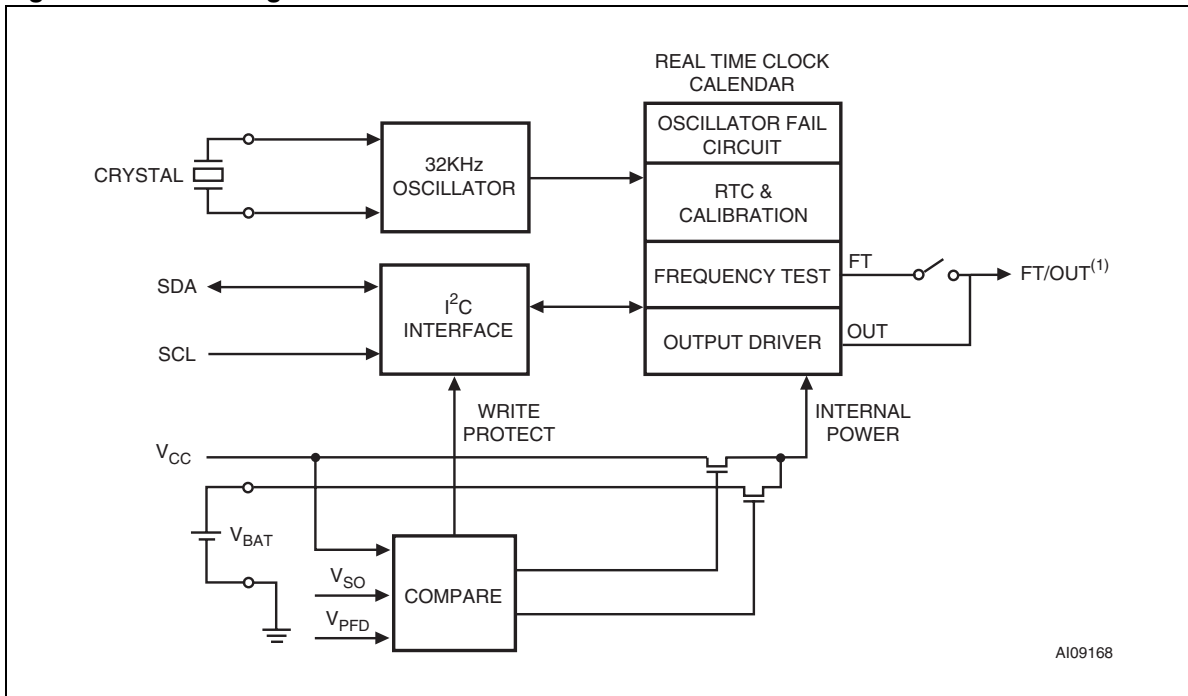 REAL TIME CLOCK
CALENDAR
OSCILLATOR FAIL
CIRCUIT
CRYSTAL
32KHz
OSCILLATOR
RTC &
CALIBRATION
FREQUENCY TEST
FT
FT/OUT(1)
SDA
I2C
INTERFACE
SCL
OUTPUT DRIVER
OUT
WRITE
PROTECT
INTERNAL
POWER
VCC
VBAT
VSO
COMPARE
VPFD
AI09168